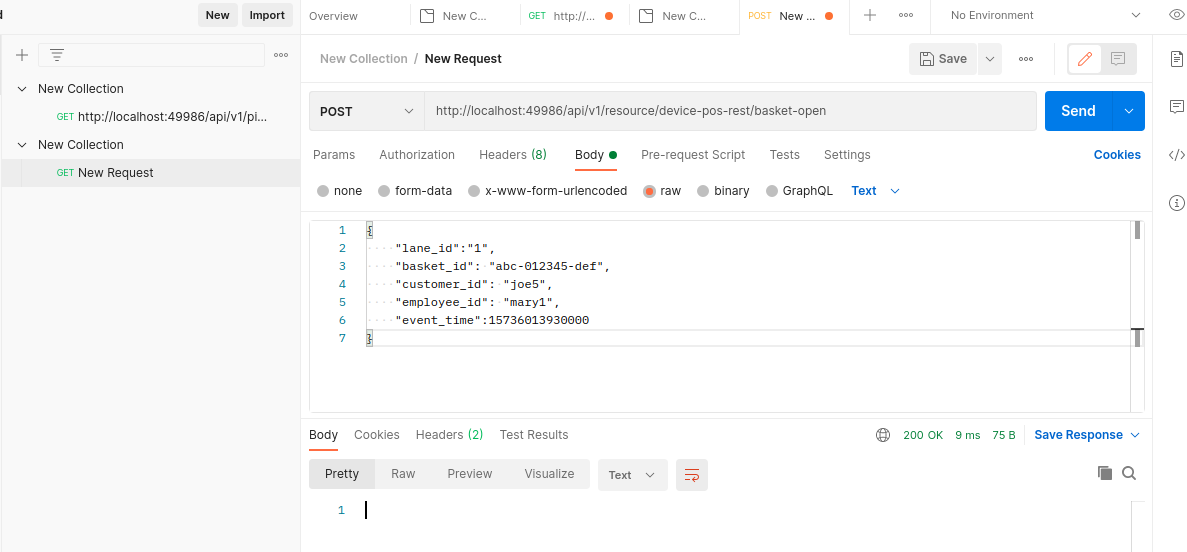 New Import
Overview New C... GET http://... New C... POST New ... No Environment
New Collection / New Request Save
New Collection
GET http://localhost:49986/api/v1/pi...
New Collection
GET New Request
POST http://localhost:49986/api/v1/resource/device-pos-rest/basket-open Send
Params Authorization Headers (8) Body Pre-request Script Tests Settings Cookies
none form-data x-www-form-urlencoded raw binary GraphQL Text
1 {
2 "lane_id":"1",
3 "basket_id": "abc-012345-def",
4 "customer_id": "joe5",
5 "employee_id": "mary1",
6 "event_time":15736013930000
7 }
Body Cookies Headers (2) Test Results 200 OK 9 ms 75 B Save Response
Pretty Raw Preview Visualize Text
1